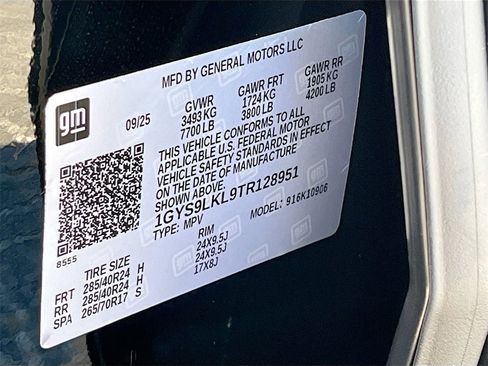 MFD BY GENERAL MOTORS LLC
gm
09/25
GVWR GAWR FRT GAWR RR
3493 KG 1724 KG 1905 KG
7700 LB 3800 LB 4200 LB
THIS VEHICLE CONFORMS TO ALL
APPLICABLE U.S. FEDERAL MOTOR
VEHICLE SAFETY STANDARDS IN EFFECT
ON THE DATE OF MANUFACTURE
SHOWN ABOVE.
1GYS9LKL9TR128951
TYPE: MPV MODEL: 916K10906
8555
TIRE SIZE RIM
FRT 285/40R24 H 24X9.5J
RR 285/40R24 H 24X9.5J
SPA 265/70R17 S 17X8J